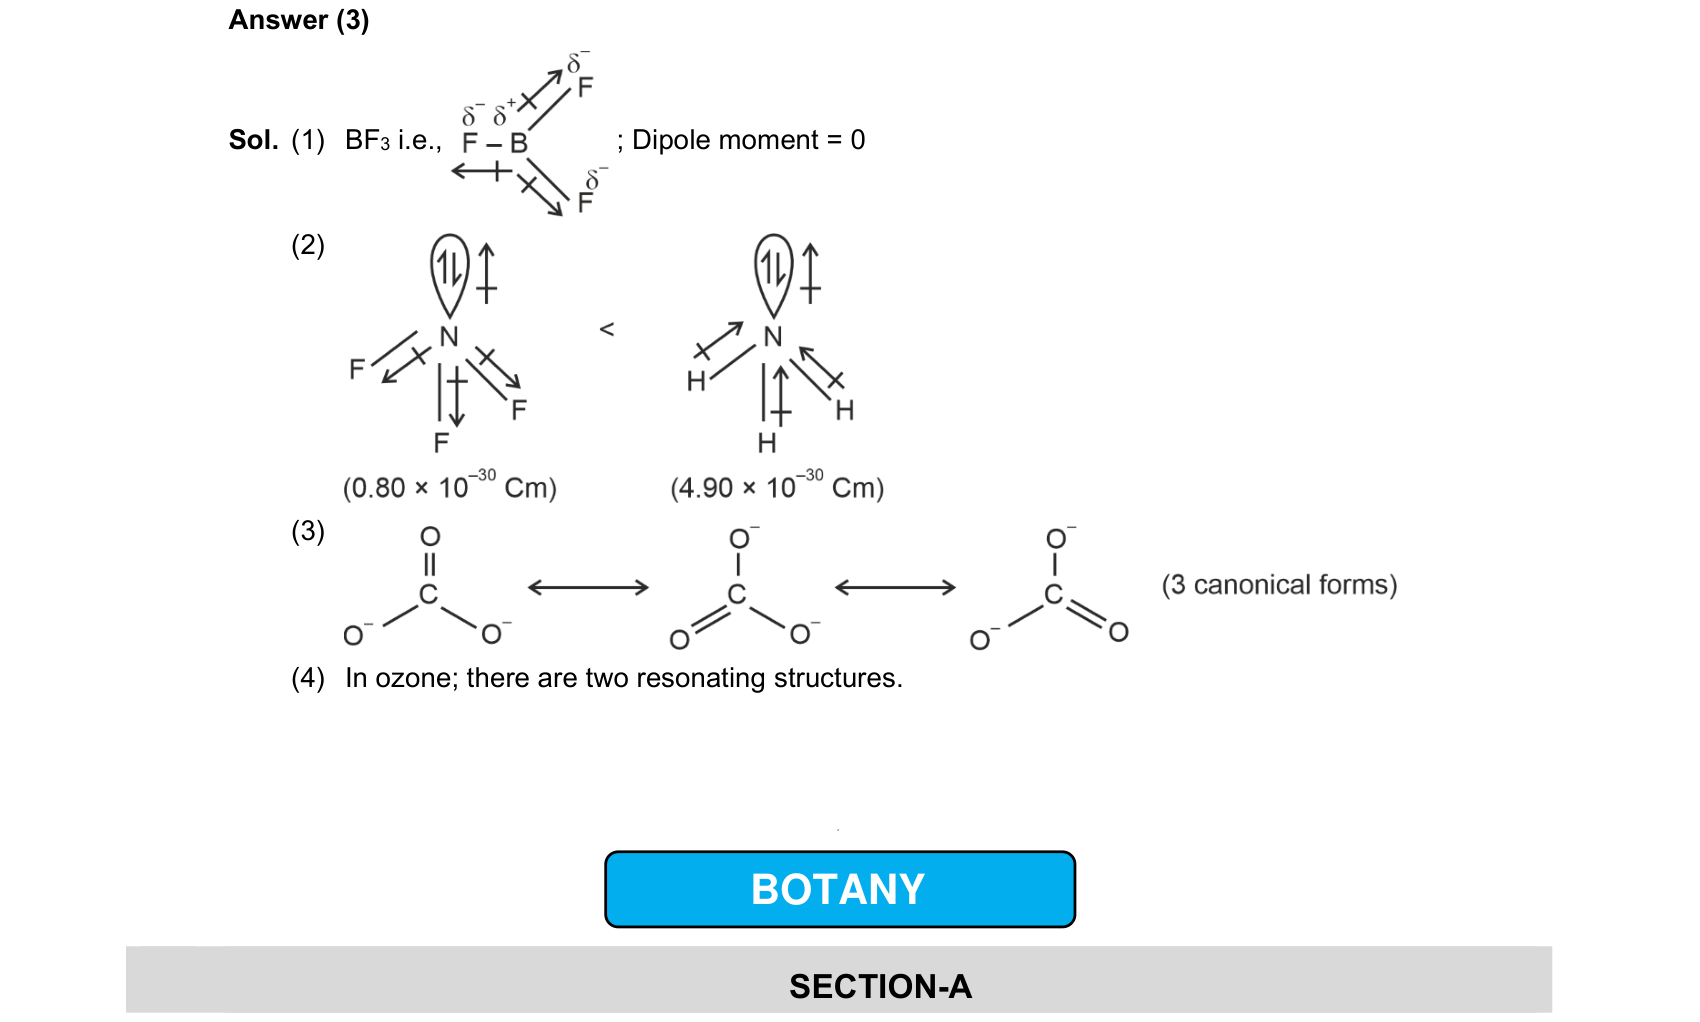 Answer (3)
Sol. (1) BF₃ i.e., F – B ; Dipole moment = 0
δ⁻ δ⁺ δ⁻ F
δ⁻ F
(2)
N < N
F F F H H H
(0.80 × 10⁻³⁰ Cm) (4.90 × 10⁻³⁰ Cm)
(3)
O O⁻ O⁻
C C C (3 canonical forms)
O⁻ O⁻ O O⁻ O⁻ O
(4) In ozone; there are two resonating structures.
BOTANY
SECTION-A